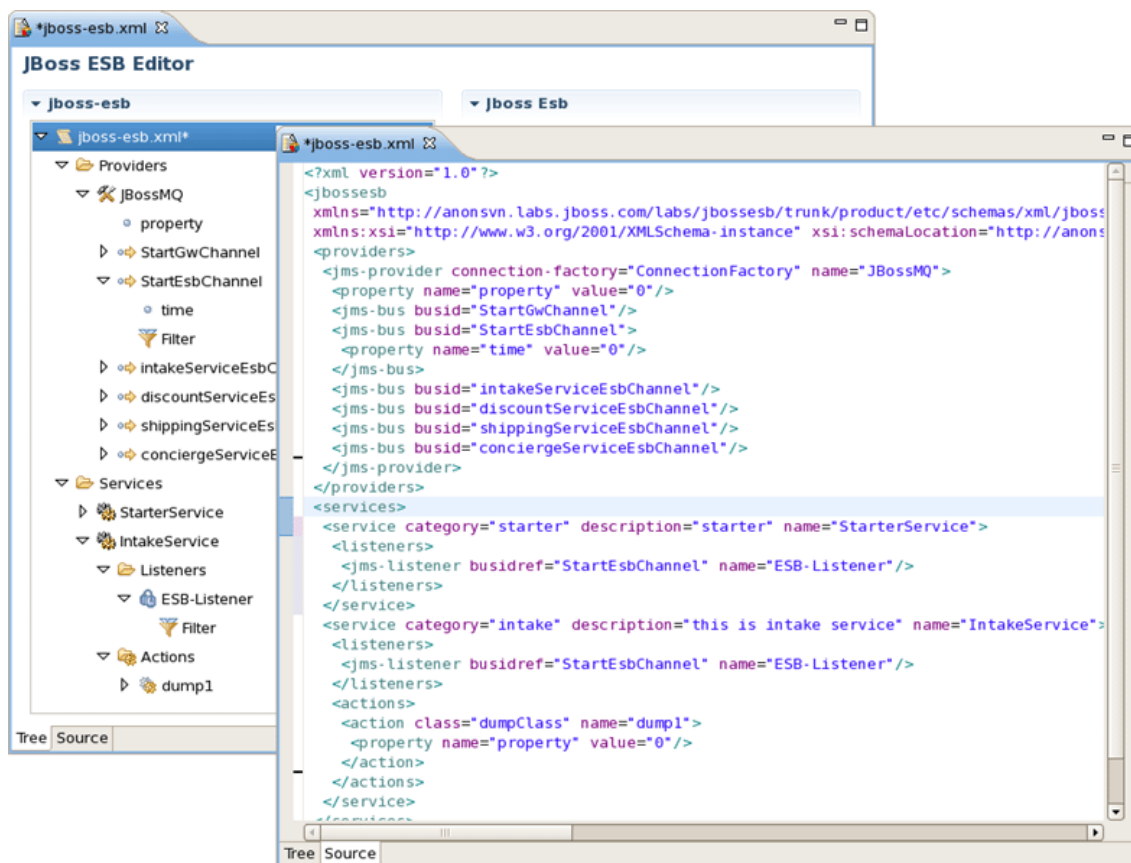 *jboss-esb.xml
JBoss ESB Editor
jboss-esb
Jboss Esb
jboss-esb.xml*
Providers
JBossMQ
property
StartGwChannel
StartEsbChannel
time
Filter
intakeServiceEsbC
discountServiceEs
shippingServiceEs
conciergeServiceE
Services
StarterService
IntakeService
Listeners
ESB-Listener
Filter
Actions
dump1
Tree Source
*jboss-esb.xml
<?xml version="1.0"?>
<jbossesb
xmlns="http://anonsvn.labs.jboss.com/labs/jbossesb/trunk/product/etc/schemas/xml/jboss
xmlns:xsi="http://www.w3.org/2001/XMLSchema-instance" xsi:schemaLocation="http://anons
<providers>
<jms-provider connection-factory="ConnectionFactory" name="JBossMQ">
<property name="property" value="0"/>
<jms-bus busid="StartGwChannel"/>
<jms-bus busid="StartEsbChannel">
<property name="time" value="0"/>
</jms-bus>
<jms-bus busid="intakeServiceEsbChannel"/>
<jms-bus busid="discountServiceEsbChannel"/>
<jms-bus busid="shippingServiceEsbChannel"/>
<jms-bus busid="conciergeServiceEsbChannel"/>
</jms-provider>
</providers>
<services>
<service category="starter" description="starter" name="StarterService">
<listeners>
<jms-listener busidref="StartEsbChannel" name="ESB-Listener"/>
</listeners>
</service>
<service category="intake" description="this is intake service" name="IntakeService">
<listeners>
<jms-listener busidref="StartEsbChannel" name="ESB-Listener"/>
</listeners>
<actions>
<action class="dumpClass" name="dump1">
<property name="property" value="0"/>
</action>
</actions>
</service>
</services>
Tree Source